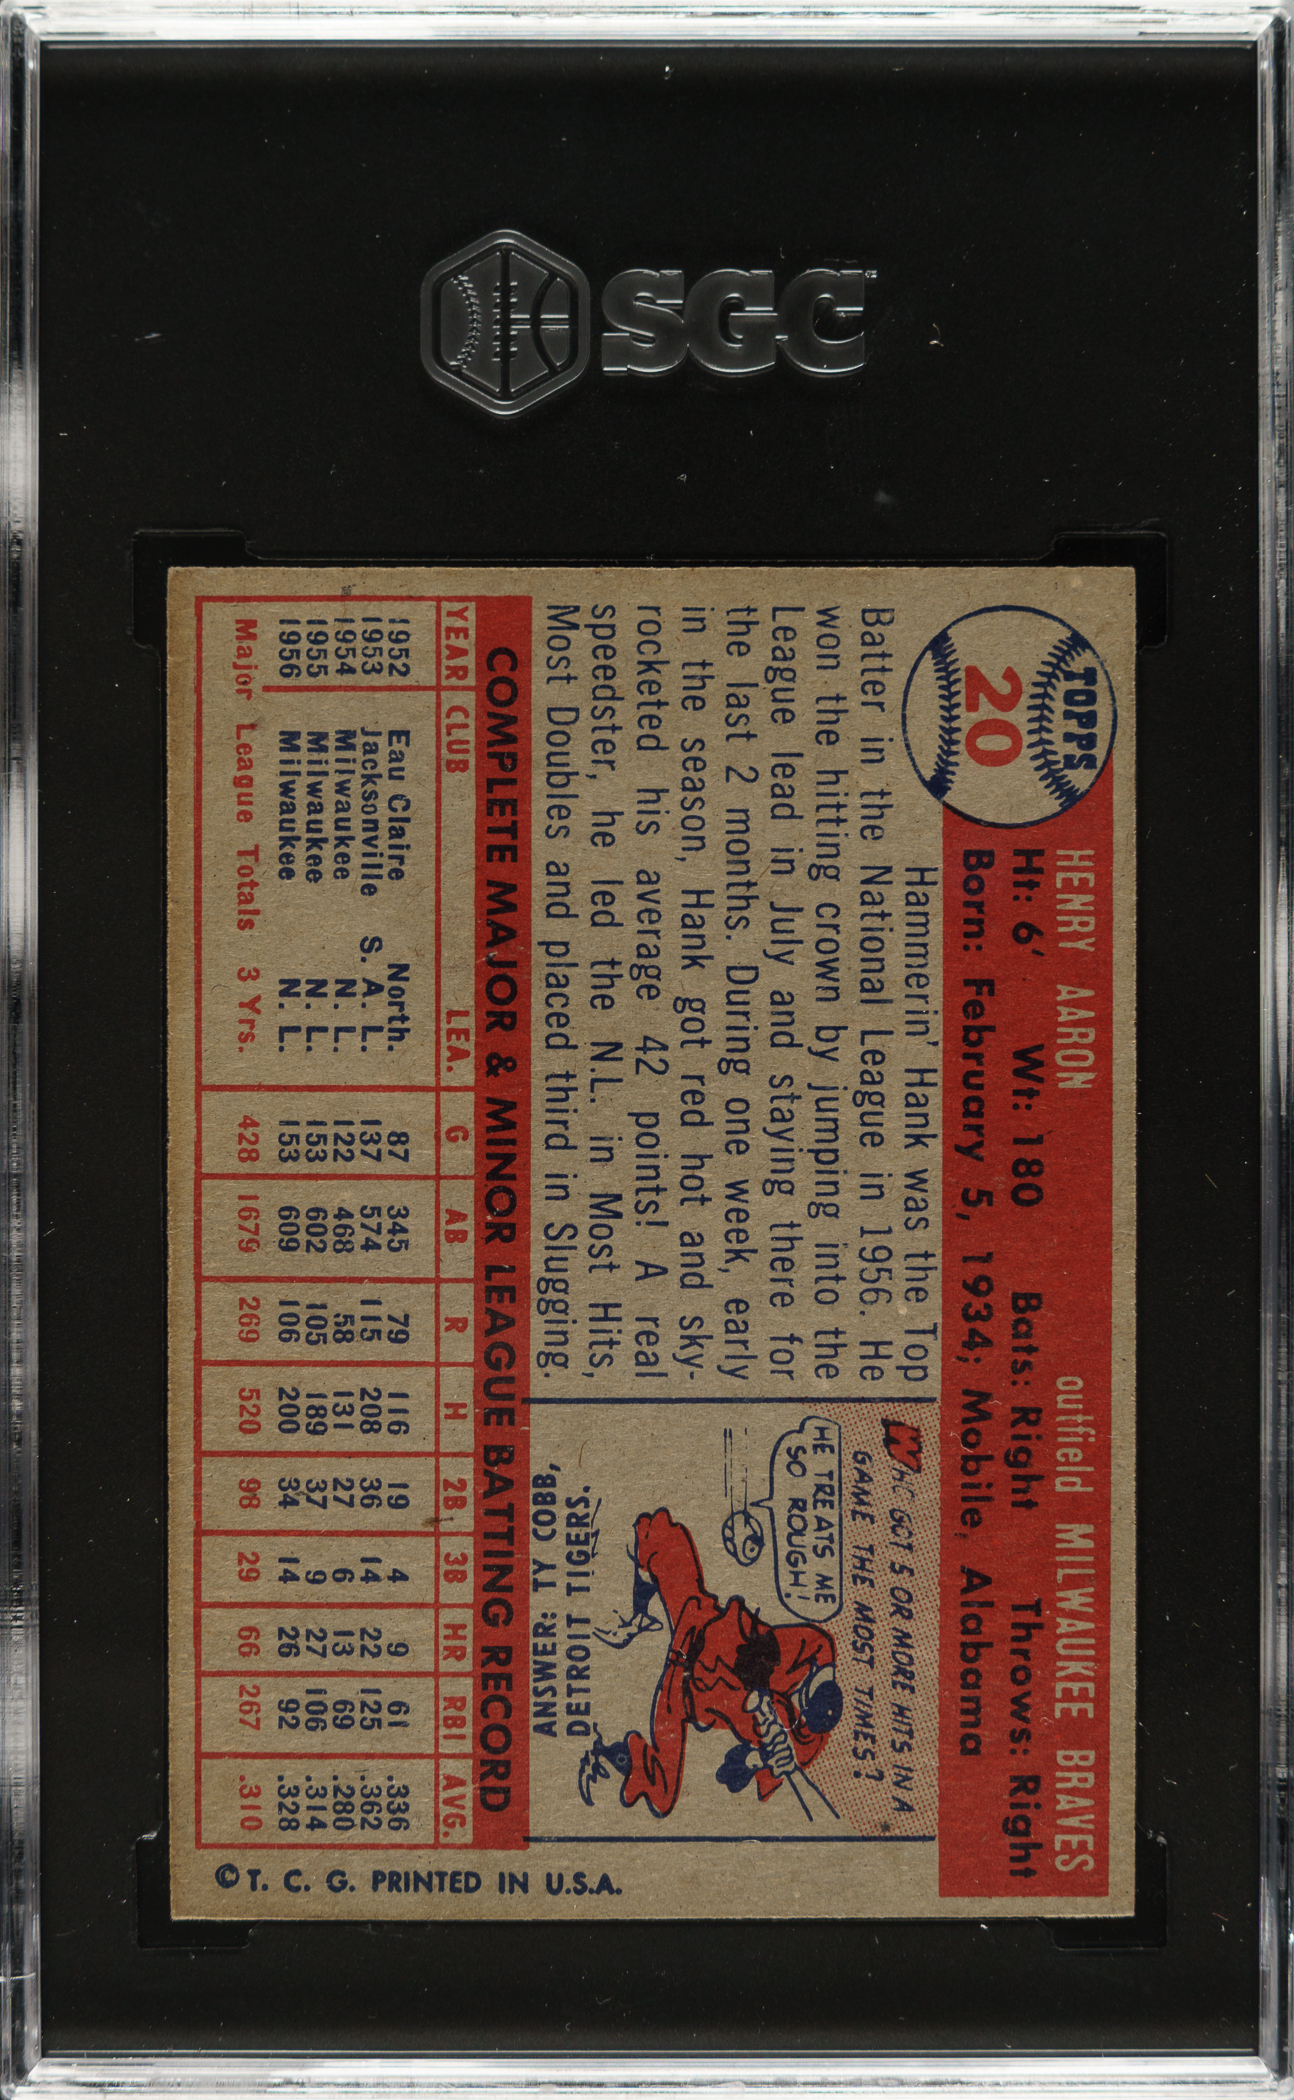 SGC
TOPPS
20
HENRY AARON outfield MILWAUKEE BRAVES
Ht: 6' Wt: 180 Bats: Right Throws: Right
Born: February 5, 1934; Mobile, Alabama
Hammerin' Hank was the Top
Batter in the National League in 1956. He
won the hitting crown by jumping into the
League lead in July and staying there for
the last 2 months. During one week, early
in the season, Hank got red hot and sky-
rocketed his average 42 points! A real
speedster, he led the N.L. in Most Hits,
Most Doubles and placed third in Slugging.
WHO GOT 5 OR MORE HITS IN A
GAME THE MOST TIMES?
HE TREATS ME
SO ROUGH!
ANSWER: TY COBB,
DETROIT TIGERS.
COMPLETE MAJOR & MINOR LEAGUE BATTING RECORD
YEAR CLUB LEA. G AB R H 2B 3B HR RBI AVG.
1952 Eau Claire North. 87 345 79 116 19 4 9 61 .336
1953 Jacksonville S. A. L. 137 574 115 208 36 14 22 125 .362
1954 Milwaukee N. L. 122 468 58 131 27 6 13 69 .280
1955 Milwaukee N. L. 153 602 105 189 37 9 27 106 .314
1956 Milwaukee N. L. 153 609 106 200 34 14 26 92 .328
Major League Totals 3 Yrs. 428 1679 269 520 98 29 66 267 .310
©T. C. G. PRINTED IN U.S.A.